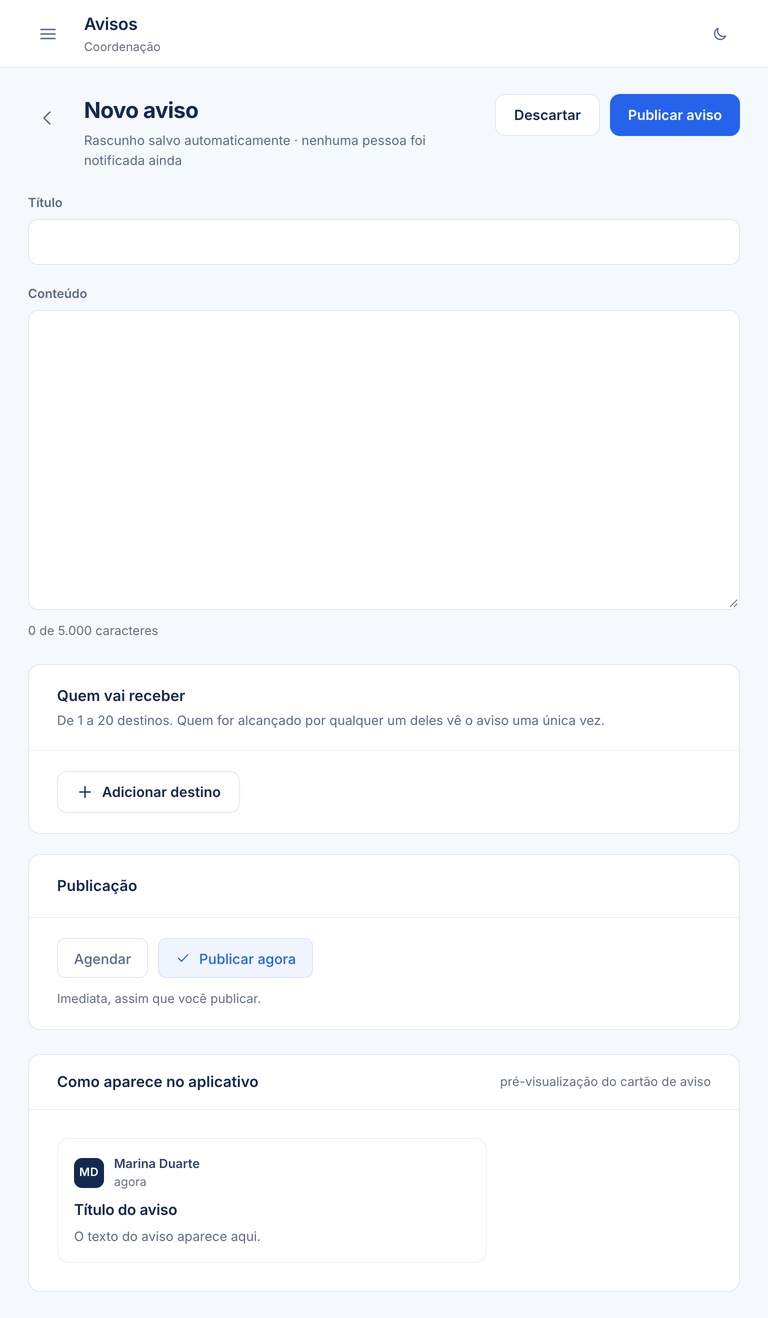 Avisos
Coordenação
Novo aviso
Rascunho salvo automaticamente · nenhuma pessoa foi
notificada ainda
Descartar
Publicar aviso
Título
Conteúdo
0 de 5.000 caracteres
Quem vai receber
De 1 a 20 destinos. Quem for alcançado por qualquer um deles vê o aviso uma única vez.
Adicionar destino
Publicação
Agendar
Publicar agora
Imediata, assim que você publicar.
Como aparece no aplicativo
pré-visualização do cartão de aviso
MD
Marina Duarte
agora
Título do aviso
O texto do aviso aparece aqui.